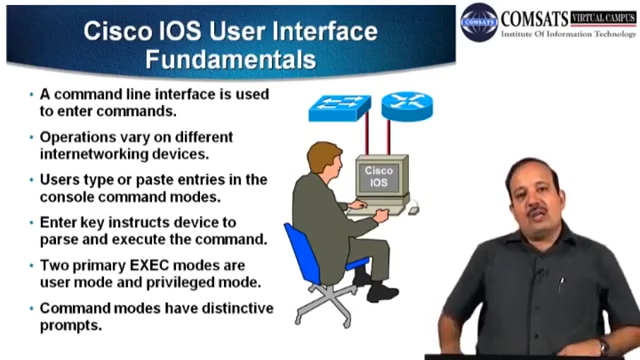 Cisco IOS User Interface
Fundamentals
COMSATS VIRTUAL CAMPUS
Institute Of Information Technology
• A command line interface is used
to enter commands.
• Operations vary on different
internetworking devices.
• Users type or paste entries in the
console command modes.
• Enter key instructs device to
parse and execute the command.
• Two primary EXEC modes are
user mode and privileged mode.
• Command modes have distinctive
prompts.
Cisco
IOS